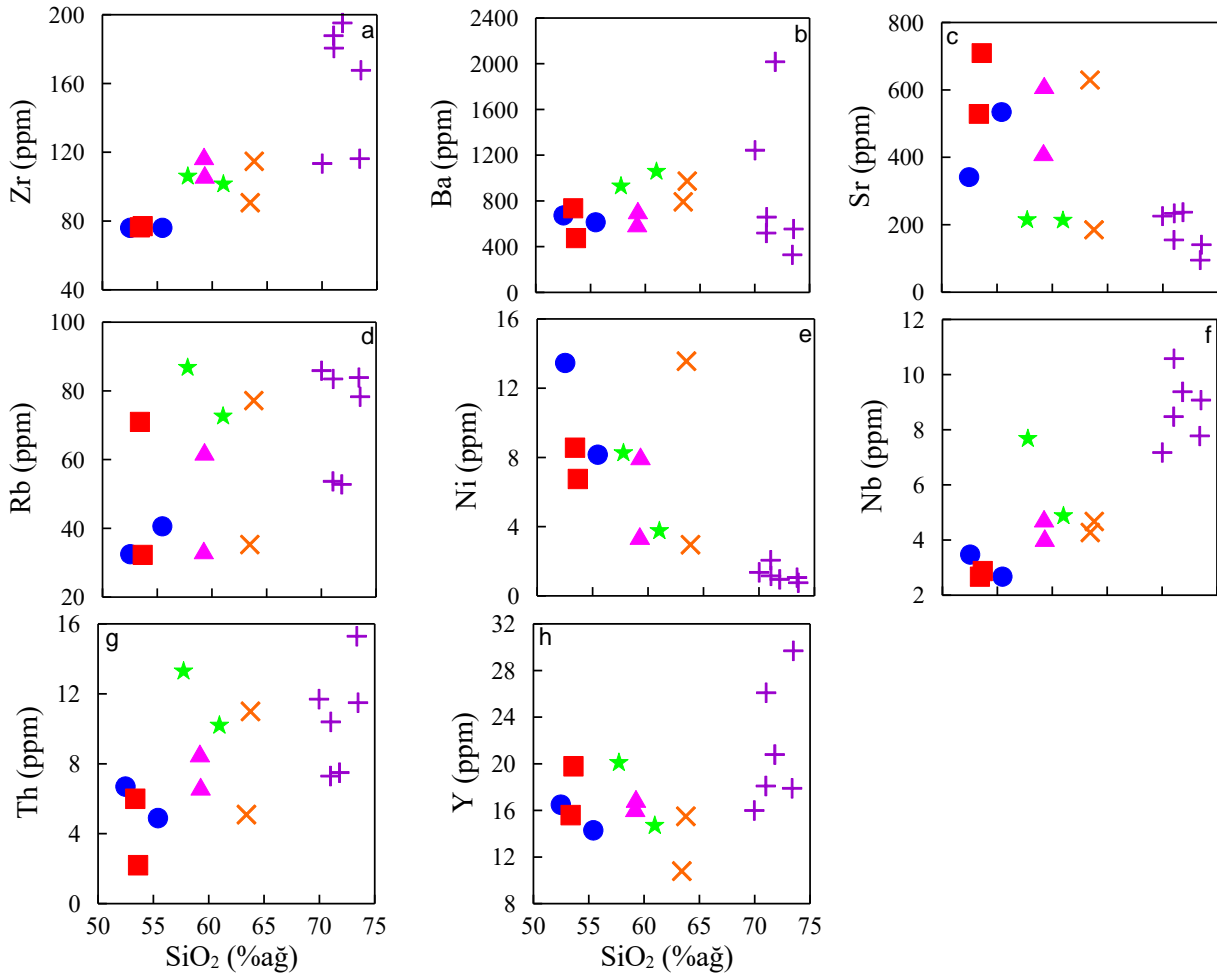 200
160
120
80
40
Zr (ppm)
a
2400
2000
1600
1200
800
400
0
Ba (ppm)
b
800
600
400
200
0
Sr (ppm)
c
100
80
60
40
20
Rb (ppm)
d
16
12
8
4
0
Ni (ppm)
e
12
10
8
6
4
2
Nb (ppm)
f
16
12
8
4
0
Th (ppm)
g
50 55 60 65 70 75
SiO₂ (%ağ)
32
28
24
20
16
12
8
Y (ppm)
h
50 55 60 65 70 75
SiO₂ (%ağ)